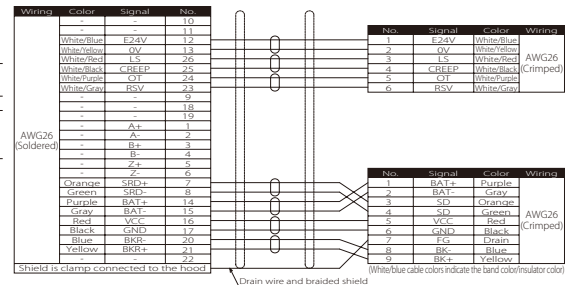 Wiring Color Signal No.
- - 10
- - 11
White/Blue E24V 12
White/Yellow 0V 13
White/Red LS 26
White/Black CREEP 25
White/Purple OT 24
White/Gray RSV 23
- - 9
- - 18
- - 19
- A+ 1
AWG26 (Soldered)
- A- 2
- B+ 3
- B- 4
- Z+ 5
- Z- 6
Orange SRD+ 7
Green SRD- 8
Purple BAT+ 14
Gray BAT- 15
Red VCC 16
Black GND 17
Blue BKR- 20
Yellow BKR+ 21
- - 22
Shield is clamp connected to the hood
Drain wire and braided shield
No. Signal Color Wiring
1 E24V White/Blue
2 0V White/Yellow
3 LS White/Red
AWG26 (Crimped)
4 CREEP White/Black
5 OT White/Purple
6 RSV White/Gray
No. Signal Color Wiring
1 BAT+ Purple
2 BAT- Gray
3 SD Orange
4 SD Green
AWG26 (Crimped)
5 VCC Red
6 GND Black
7 FG Drain
8 BK- Blue
9 BK+ Yellow
(White/blue cable colors indicate the band color/insulator color)